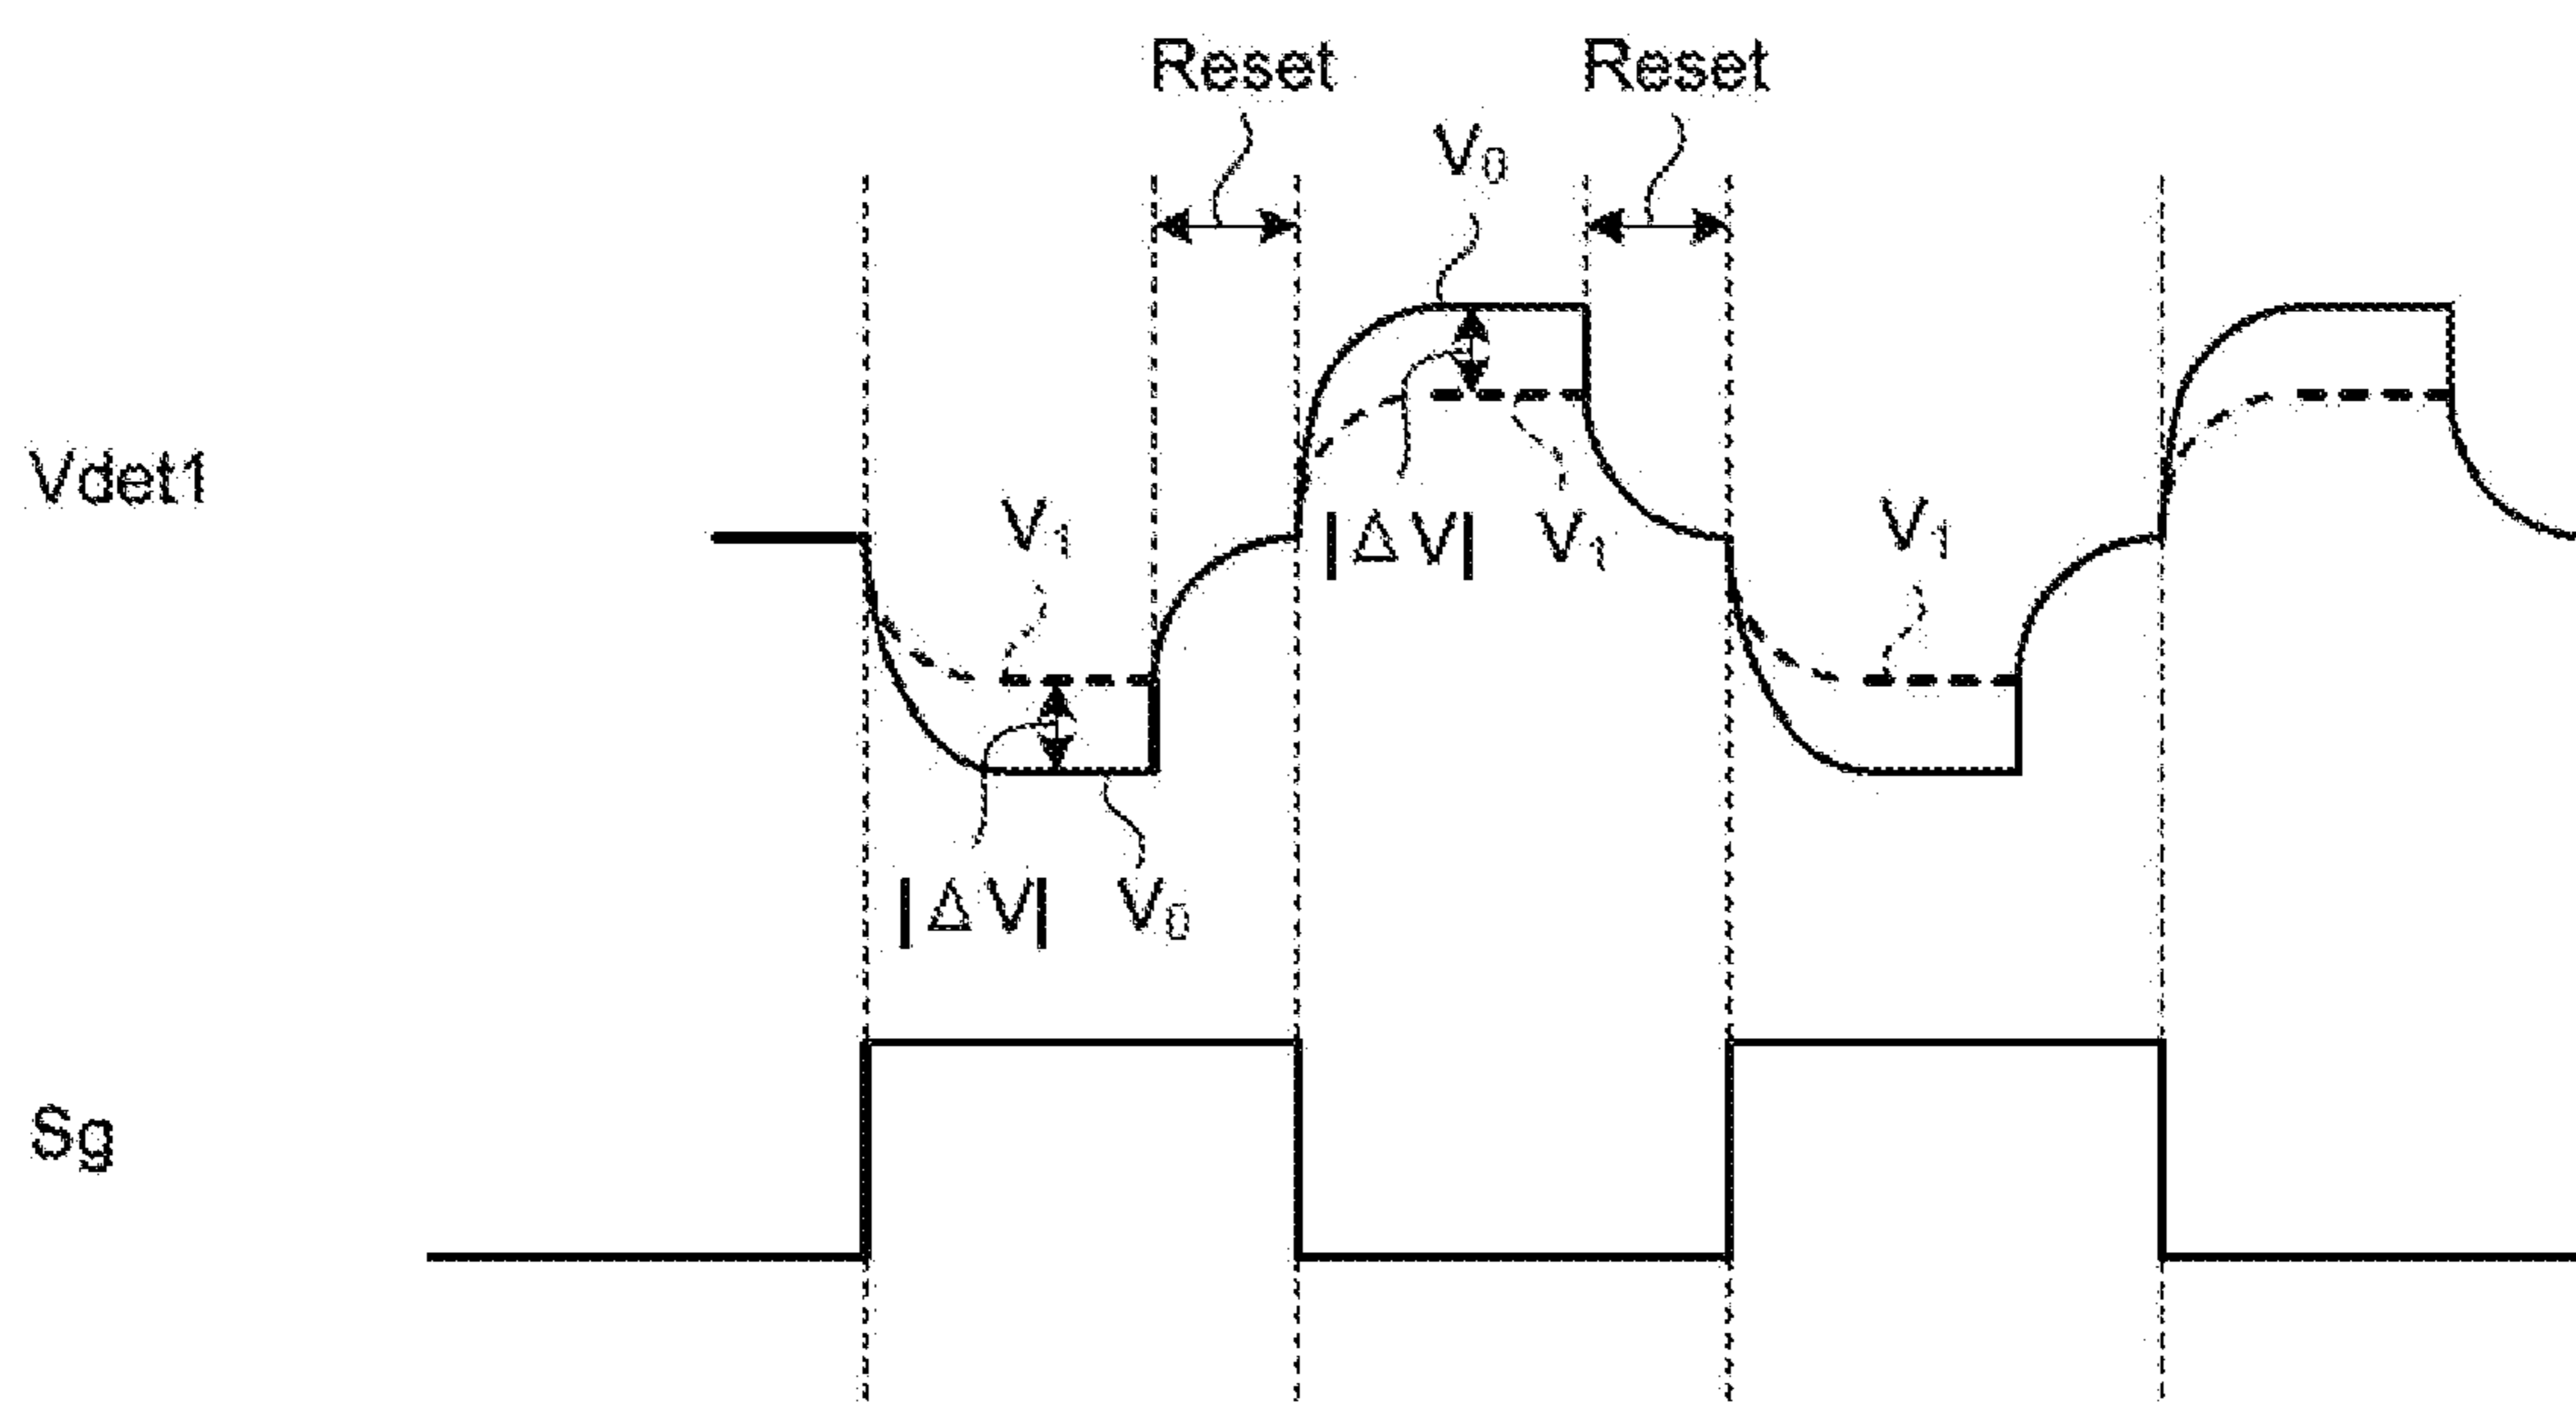 Reset Reset
V₀
Vdet1
V₁ |ΔV| V₁ V₁
|ΔV| V₀
Sg